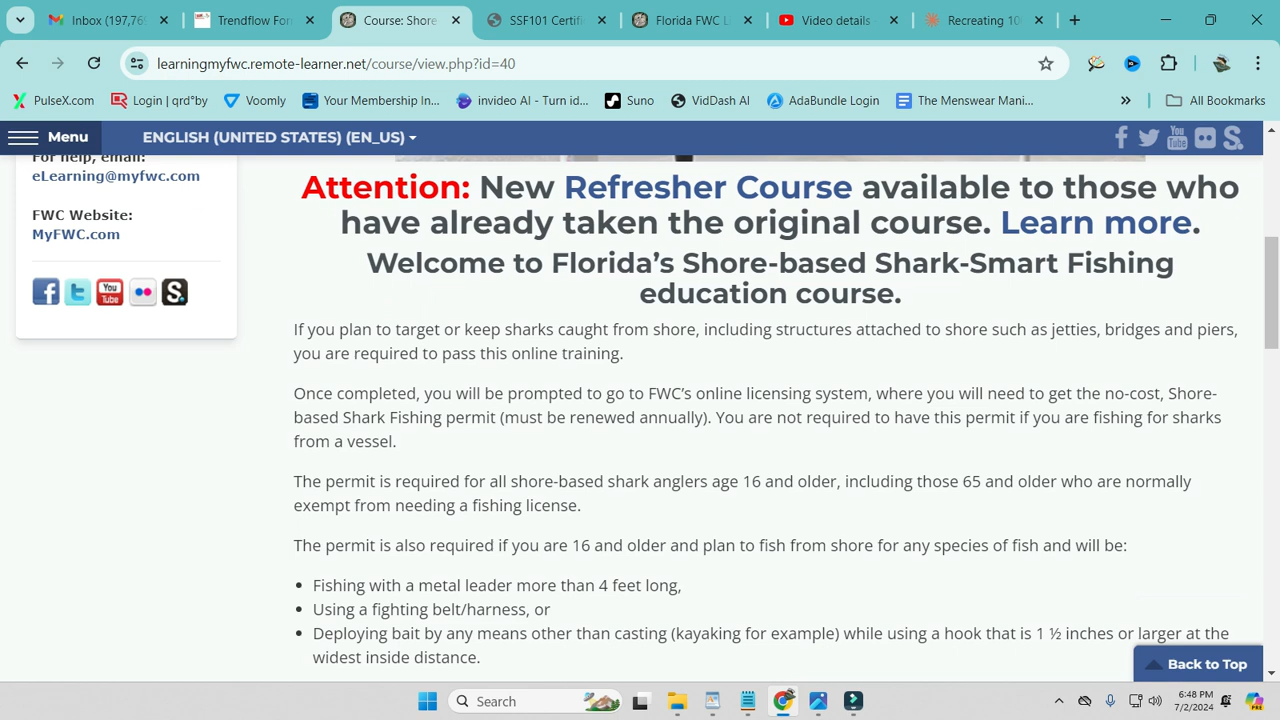 Inbox (197,769
Trendflow For
Course: Shore
SSF101 Certifi
Florida FWC L
Video details
Recreating 10
learningmyfwc.remote-learner.net/course/view.php?id=40
PulseX.com
Login | qrd°by
Voomly
Your Membership In...
invideo AI - Turn id...
Suno
VidDash AI
AdaBundle Login
The Menswear Mani...
All Bookmarks
Menu
ENGLISH (UNITED STATES) (EN_US)
For help, email:
eLearning@myfwc.com
FWC Website:
MyFWC.com
Attention: New Refresher Course available to those who
have already taken the original course. Learn more.
Welcome to Florida’s Shore-based Shark-Smart Fishing
education course.
If you plan to target or keep sharks caught from shore, including structures attached to shore such as jetties, bridges and piers,
you are required to pass this online training.
Once completed, you will be prompted to go to FWC’s online licensing system, where you will need to get the no-cost, Shore-
based Shark Fishing permit (must be renewed annually). You are not required to have this permit if you are fishing for sharks
from a vessel.
The permit is required for all shore-based shark anglers age 16 and older, including those 65 and older who are normally
exempt from needing a fishing license.
The permit is also required if you are 16 and older and plan to fish from shore for any species of fish and will be:
• Fishing with a metal leader more than 4 feet long,
• Using a fighting belt/harness, or
• Deploying bait by any means other than casting (kayaking for example) while using a hook that is 1 ½ inches or larger at the
widest inside distance.
Back to Top
Search
6:48 PM
7/2/2024